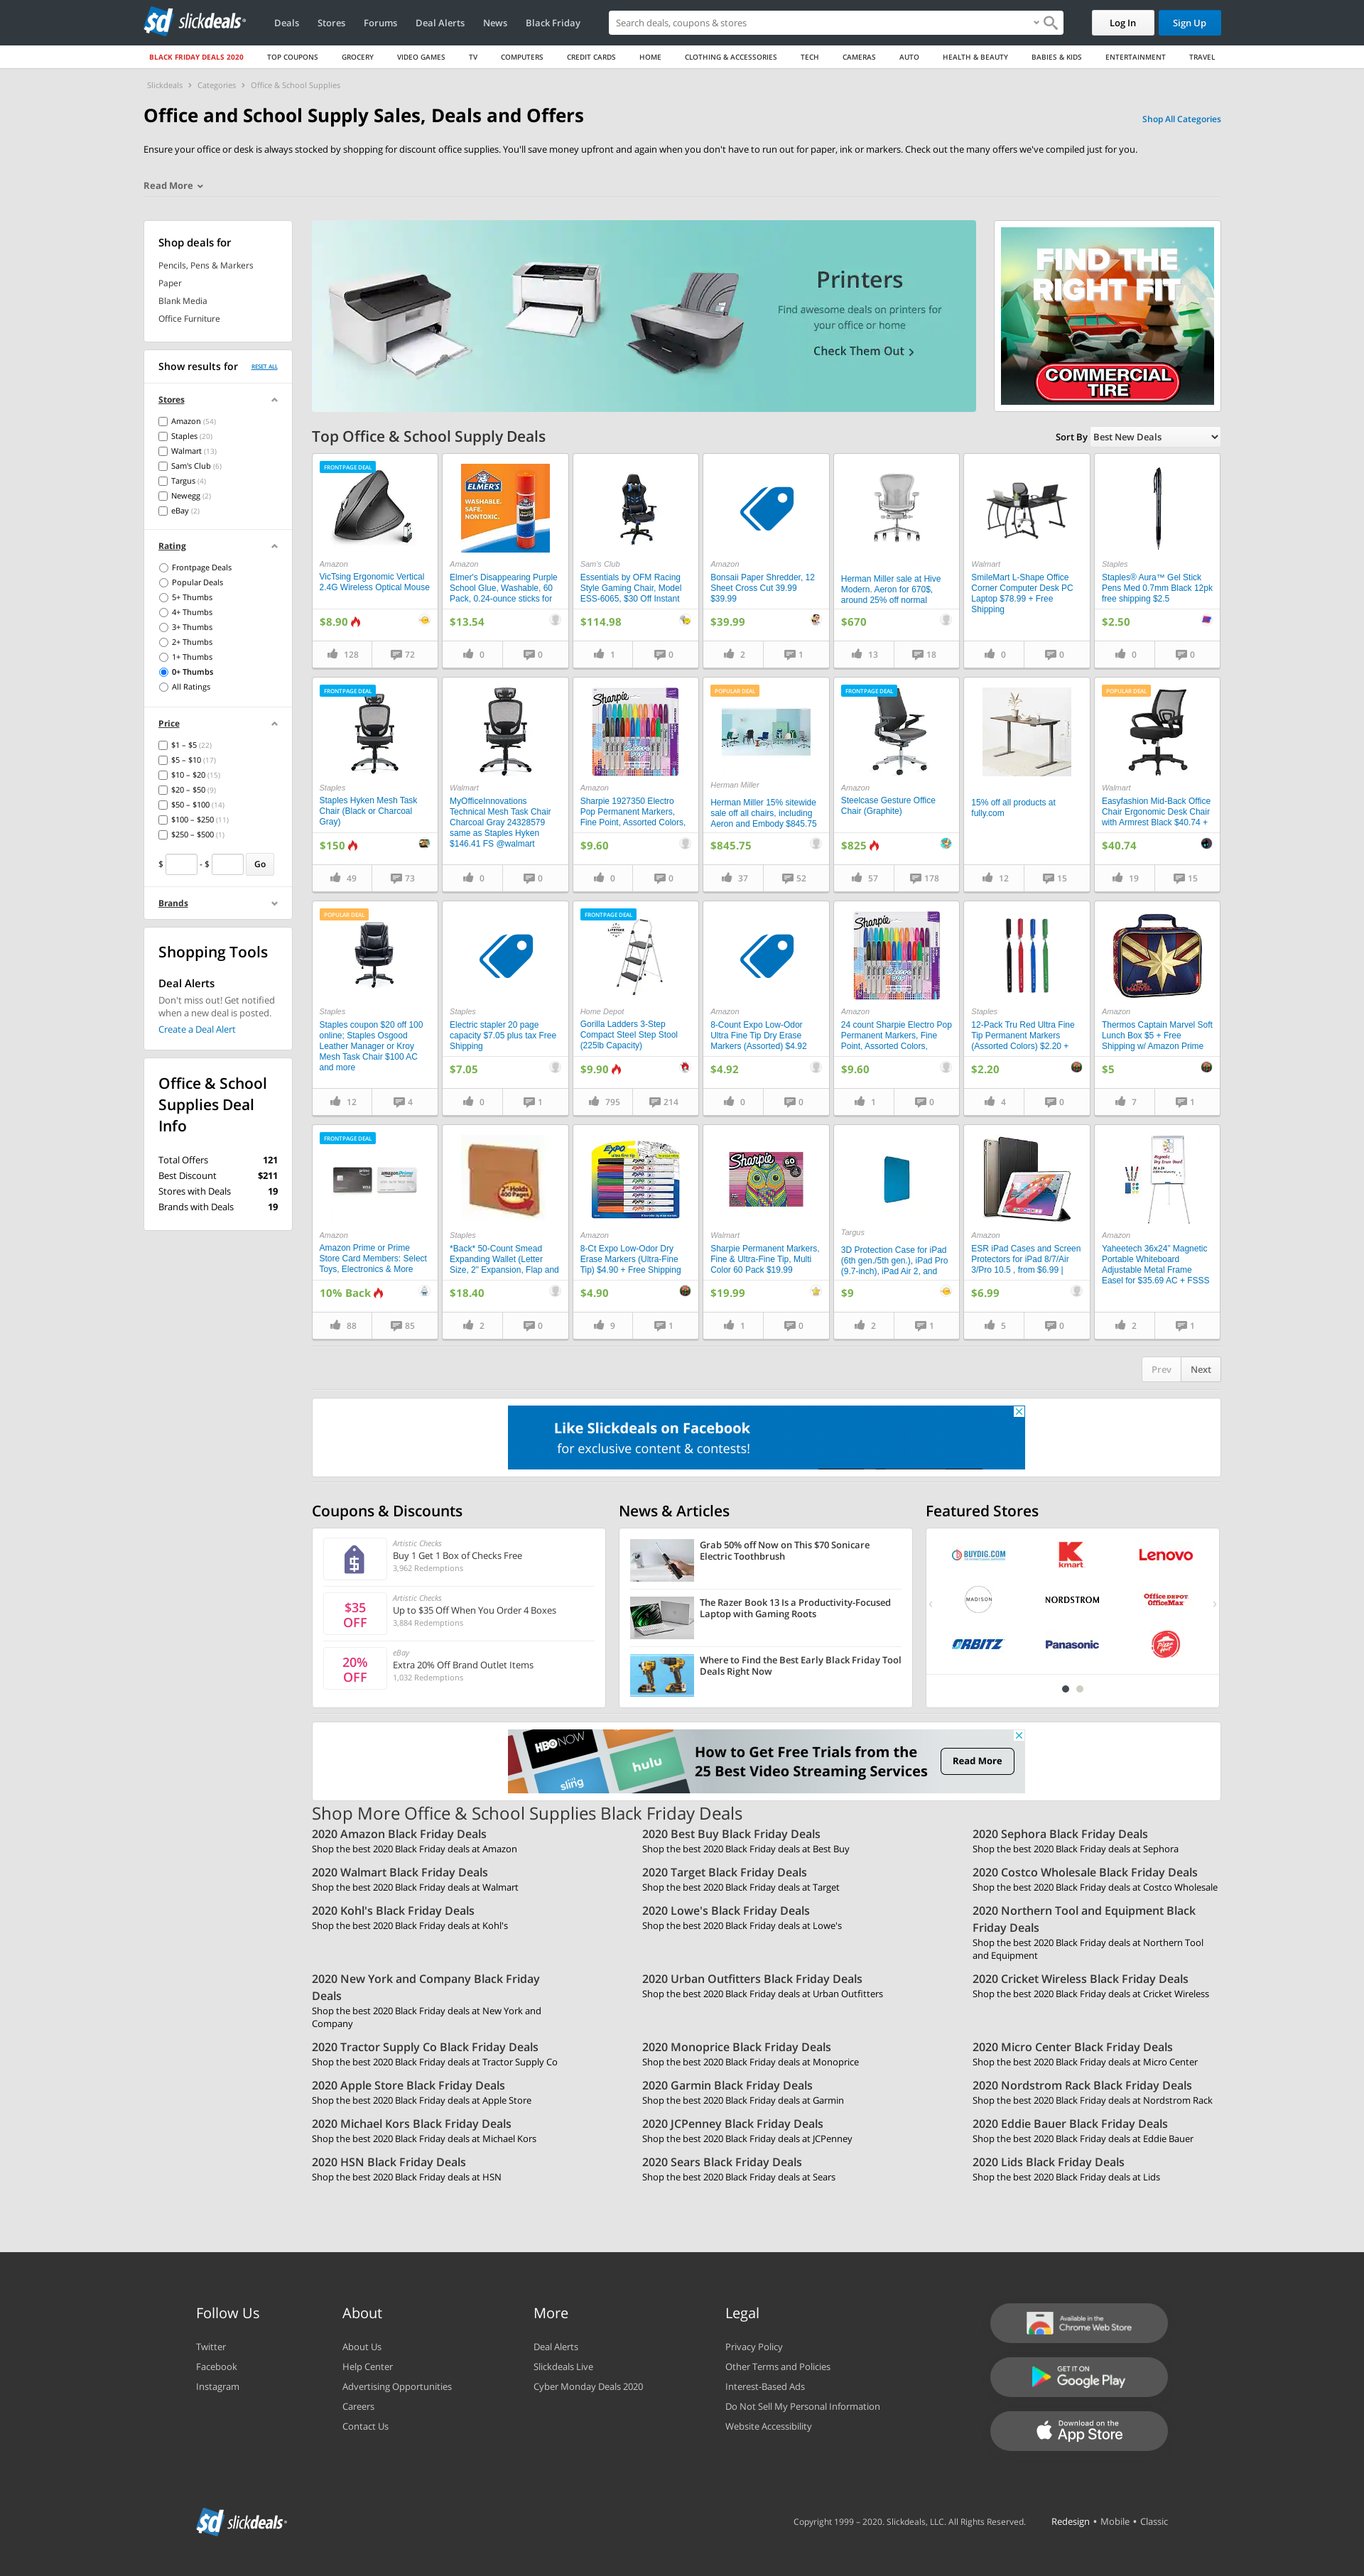 sd slickdeals
Deals Stores Forums Deal Alerts News Black Friday
Search deals, coupons & stores
Log In
Sign Up
BLACK FRIDAY DEALS 2020 TOP COUPONS GROCERY VIDEO GAMES TV COMPUTERS CREDIT CARDS HOME CLOTHING & ACCESSORIES TECH CAMERAS AUTO HEALTH & BEAUTY BABIES & KIDS ENTERTAINMENT TRAVEL
Slickdeals › Categories › Office & School Supplies
Office and School Supply Sales, Deals and Offers
Shop All Categories
Ensure your office or desk is always stocked by shopping for discount office supplies. You'll save money upfront and again when you don't have to run out for paper, ink or markers. Check out the many offers we've compiled just for you.
Read More
Shop deals for
Pencils, Pens & Markers
Paper
Blank Media
Office Furniture
Show results for
RESET ALL
Stores
Amazon (54)
Staples (20)
Walmart (13)
Sam's Club (6)
Targus (4)
Newegg (2)
eBay (2)
Rating
Frontpage Deals
Popular Deals
5+ Thumbs
4+ Thumbs
3+ Thumbs
2+ Thumbs
1+ Thumbs
0+ Thumbs
All Ratings
Price
$1 – $5 (22)
$5 – $10 (17)
$10 – $20 (15)
$20 – $50 (9)
$50 – $100 (14)
$100 – $250 (11)
$250 – $500 (1)
$ - $ Go
Brands
Shopping Tools
Deal Alerts
Don't miss out! Get notified
when a new deal is posted.
Create a Deal Alert
Office & School
Supplies Deal
Info
Total Offers 121
Best Discount $211
Stores with Deals 19
Brands with Deals 19
Printers
Find awesome deals on printers for
your office or home
Check Them Out
FIND THE
RIGHT FIT
COMMERCIAL
TIRE
Top Office & School Supply Deals
Sort By Best New Deals
FRONTPAGE DEAL
Amazon
VicTsing Ergonomic Vertical
2.4G Wireless Optical Mouse
$8.90
128 72
ELMER'S
WASHABLE.
SAFE.
NONTOXIC.
Amazon
Elmer's Disappearing Purple
School Glue, Washable, 60
Pack, 0.24-ounce sticks for
$13.54
0 0
Sam's Club
Essentials by OFM Racing
Style Gaming Chair, Model
ESS-6065, $30 Off Instant
$114.98
1 0
Amazon
Bonsaii Paper Shredder, 12
Sheet Cross Cut 39.99
$39.99
$39.99
2 1
Herman Miller sale at Hive
Modern. Aeron for 670$,
around 25% off normal
$670
13 18
Walmart
SmileMart L-Shape Office
Corner Computer Desk PC
Laptop $78.99 + Free
Shipping
0 0
Staples
Staples® Aura™ Gel Stick
Pens Med 0.7mm Black 12pk
free shipping $2.5
$2.50
0 0
FRONTPAGE DEAL
Staples
Staples Hyken Mesh Task
Chair (Black or Charcoal
Gray)
$150
49 73
Walmart
MyOfficeInnovations
Technical Mesh Task Chair
Charcoal Gray 24328579
same as Staples Hyken
$146.41 FS @walmart
0 0
Sharpie
Amazon
Sharpie 1927350 Electro
Pop Permanent Markers,
Fine Point, Assorted Colors,
$9.60
0 0
POPULAR DEAL
Herman Miller
Herman Miller 15% sitewide
sale off all chairs, including
Aeron and Embody $845.75
$845.75
37 52
FRONTPAGE DEAL
Amazon
Steelcase Gesture Office
Chair (Graphite)
$825
57 178
15% off all products at
fully.com
12 15
POPULAR DEAL
Walmart
Easyfashion Mid-Back Office
Chair Ergonomic Desk Chair
with Armrest Black $40.74 +
$40.74
19 15
POPULAR DEAL
Staples
Staples coupon $20 off 100
online; Staples Osgood
Leather Manager or Kroy
Mesh Task Chair $100 AC
and more
12 4
Staples
Electric stapler 20 page
capacity $7.05 plus tax Free
Shipping
$7.05
0 1
FRONTPAGE DEAL
LIFETIME
Home Depot
Gorilla Ladders 3-Step
Compact Steel Step Stool
(225lb Capacity)
$9.90
795 214
Amazon
8-Count Expo Low-Odor
Ultra Fine Tip Dry Erase
Markers (Assorted) $4.92
$4.92
0 0
Sharpie
Amazon
24 count Sharpie Electro Pop
Permanent Markers, Fine
Point, Assorted Colors,
$9.60
1 0
Staples
12-Pack Tru Red Ultra Fine
Tip Permanent Markers
(Assorted Colors) $2.20 +
$2.20
4 0
Amazon
Thermos Captain Marvel Soft
Lunch Box $5 + Free
Shipping w/ Amazon Prime
$5
7 1
FRONTPAGE DEAL
Amazon
Amazon Prime or Prime
Store Card Members: Select
Toys, Electronics & More
10% Back
88 85
2" Holds
400 Pages
Staples
*Back* 50-Count Smead
Expanding Wallet (Letter
Size, 2" Expansion, Flap and
$18.40
2 0
EXPO
Amazon
8-Ct Expo Low-Odor Dry
Erase Markers (Ultra-Fine
Tip) $4.90 + Free Shipping
$4.90
9 1
Sharpie 60
Walmart
Sharpie Permanent Markers,
Fine & Ultra-Fine Tip, Multi
Color 60 Pack $19.99
$19.99
1 0
Targus
3D Protection Case for iPad
(6th gen./5th gen.), iPad Pro
(9.7-inch), iPad Air 2, and
$9
2 1
Amazon
ESR iPad Cases and Screen
Protectors for iPad 8/7/Air
3/Pro 10.5 , from $6.99 |
$6.99
5 0
Amazon
Yaheetech 36x24" Magnetic
Portable Whiteboard
Adjustable Metal Frame
Easel for $35.69 AC + FSSS
2 1
Prev Next
Like Slickdeals on Facebook
for exclusive content & contests!
Coupons & Discounts
Artistic Checks
Buy 1 Get 1 Box of Checks Free
3,962 Redemptions
$35
OFF
Artistic Checks
Up to $35 Off When You Order 4 Boxes
3,884 Redemptions
20%
OFF
eBay
Extra 20% Off Brand Outlet Items
1,032 Redemptions
News & Articles
Grab 50% off Now on This $70 Sonicare
Electric Toothbrush
The Razer Book 13 Is a Productivity-Focused
Laptop with Gaming Roots
Where to Find the Best Early Black Friday Tool
Deals Right Now
Featured Stores
BUYDIG.COM
kmart
Lenovo
MADISON
NORDSTROM
Office DEPOT
OfficeMax
ORBITZ
Panasonic
Pizza Hut
HBO NOW
hulu
sling
How to Get Free Trials from the
25 Best Video Streaming Services
Read More
Shop More Office & School Supplies Black Friday Deals
2020 Amazon Black Friday Deals
Shop the best 2020 Black Friday deals at Amazon
2020 Best Buy Black Friday Deals
Shop the best 2020 Black Friday deals at Best Buy
2020 Sephora Black Friday Deals
Shop the best 2020 Black Friday deals at Sephora
2020 Walmart Black Friday Deals
Shop the best 2020 Black Friday deals at Walmart
2020 Target Black Friday Deals
Shop the best 2020 Black Friday deals at Target
2020 Costco Wholesale Black Friday Deals
Shop the best 2020 Black Friday deals at Costco Wholesale
2020 Kohl's Black Friday Deals
Shop the best 2020 Black Friday deals at Kohl's
2020 Lowe's Black Friday Deals
Shop the best 2020 Black Friday deals at Lowe's
2020 Northern Tool and Equipment Black
Friday Deals
Shop the best 2020 Black Friday deals at Northern Tool
and Equipment
2020 New York and Company Black Friday
Deals
Shop the best 2020 Black Friday deals at New York and
Company
2020 Urban Outfitters Black Friday Deals
Shop the best 2020 Black Friday deals at Urban Outfitters
2020 Cricket Wireless Black Friday Deals
Shop the best 2020 Black Friday deals at Cricket Wireless
2020 Tractor Supply Co Black Friday Deals
Shop the best 2020 Black Friday deals at Tractor Supply Co
2020 Monoprice Black Friday Deals
Shop the best 2020 Black Friday deals at Monoprice
2020 Micro Center Black Friday Deals
Shop the best 2020 Black Friday deals at Micro Center
2020 Apple Store Black Friday Deals
Shop the best 2020 Black Friday deals at Apple Store
2020 Garmin Black Friday Deals
Shop the best 2020 Black Friday deals at Garmin
2020 Nordstrom Rack Black Friday Deals
Shop the best 2020 Black Friday deals at Nordstrom Rack
2020 Michael Kors Black Friday Deals
Shop the best 2020 Black Friday deals at Michael Kors
2020 JCPenney Black Friday Deals
Shop the best 2020 Black Friday deals at JCPenney
2020 Eddie Bauer Black Friday Deals
Shop the best 2020 Black Friday deals at Eddie Bauer
2020 HSN Black Friday Deals
Shop the best 2020 Black Friday deals at HSN
2020 Sears Black Friday Deals
Shop the best 2020 Black Friday deals at Sears
2020 Lids Black Friday Deals
Shop the best 2020 Black Friday deals at Lids
Follow Us
Twitter
Facebook
Instagram
About
About Us
Help Center
Advertising Opportunities
Careers
Contact Us
More
Deal Alerts
Slickdeals Live
Cyber Monday Deals 2020
Legal
Privacy Policy
Other Terms and Policies
Interest-Based Ads
Do Not Sell My Personal Information
Website Accessibility
Available in the
Chrome Web Store
GET IT ON
Google Play
Download on the
App Store
sd slickdeals
Copyright 1999 – 2020. Slickdeals, LLC. All Rights Reserved.
Redesign • Mobile • Classic